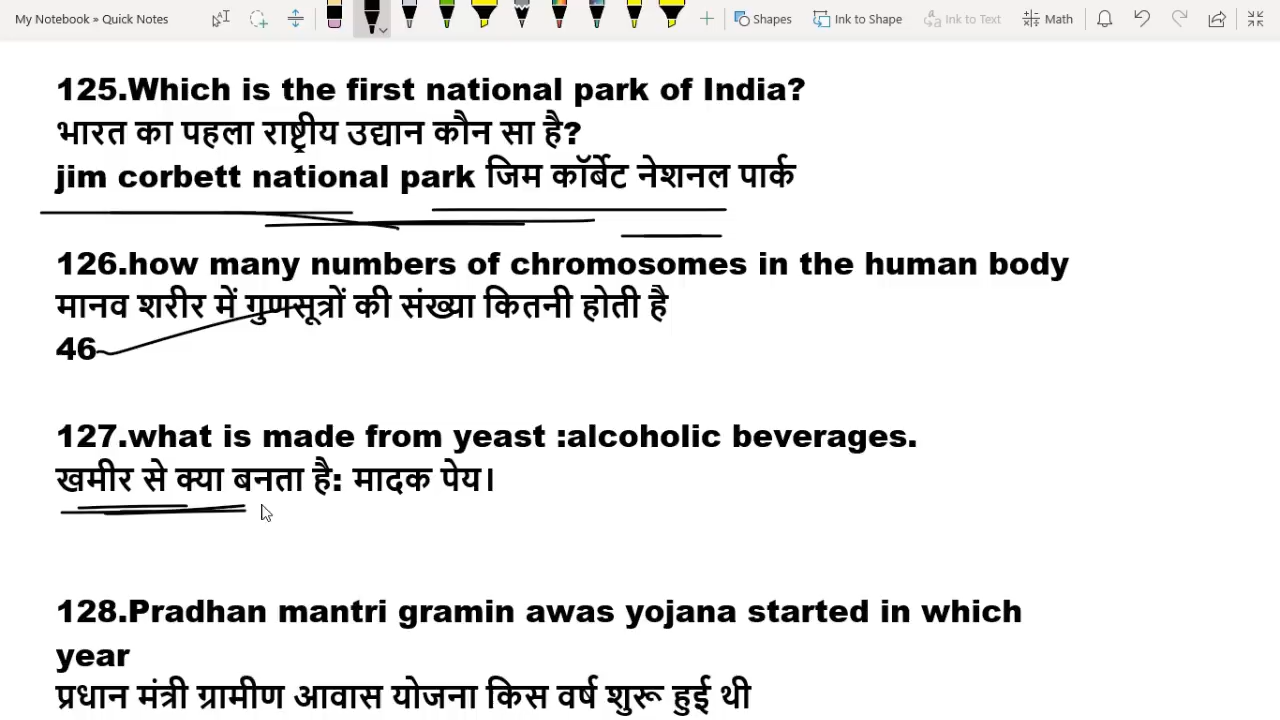 My Notebook » Quick Notes
Shapes
Ink to Shape
Ink to Text
Math
125.Which is the first national park of India?
भारत का पहला राष्ट्रीय उद्यान कौन सा है?
jim corbett national park जिम कॉर्बेट नेशनल पार्क
126.how many numbers of chromosomes in the human body
मानव शरीर में गुणसूत्रों की संख्या कितनी होती है
46
127.what is made from yeast :alcoholic beverages.
खमीर से क्या बनता है: मादक पेय।
128.Pradhan mantri gramin awas yojana started in which
year
प्रधान मंत्री ग्रामीण आवास योजना किस वर्ष शुरू हुई थी